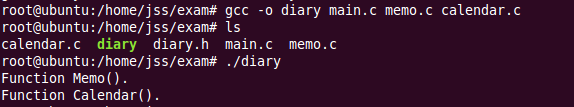 root@ubuntu:/home/jss/exam# gcc -o diary main.c memo.c calendar.c
root@ubuntu:/home/jss/exam# ls
calendar.c  diary  diary.h  main.c  memo.c
root@ubuntu:/home/jss/exam# ./diary
Function Memo().
Function Calendar().